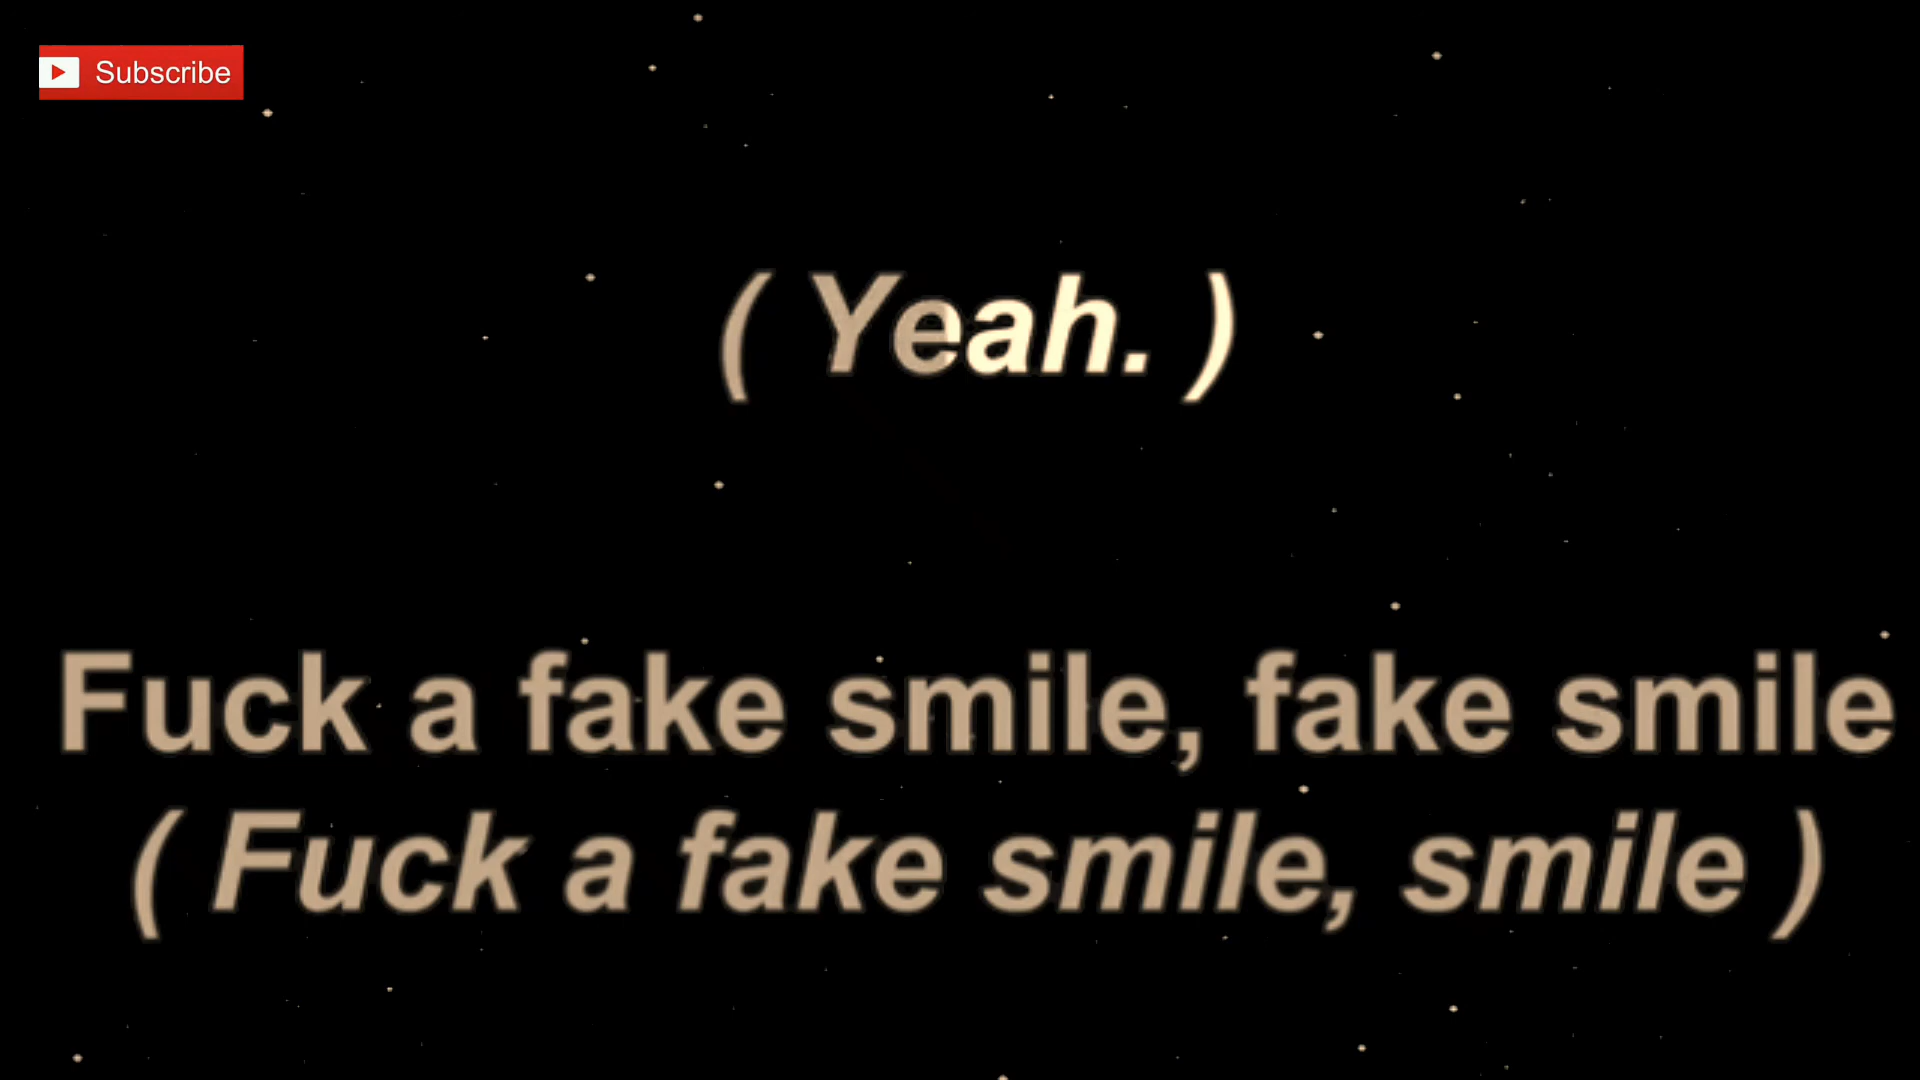 Subscribe
( Yeah. )
Fuck a fake smile, fake smile
( Fuck a fake smile, smile )